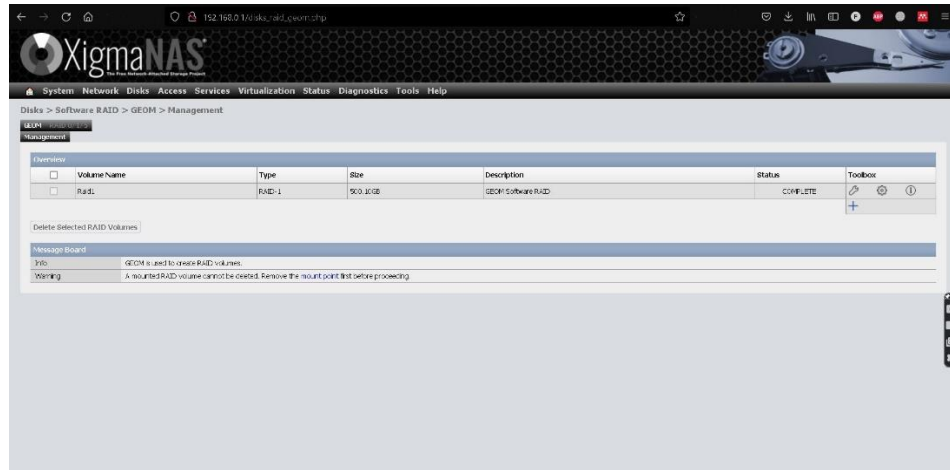 192.168.0.1/disks_raid_geom.php
XigmaNAS
The Free Network-Attached Storage Project
System Network Disks Access Services Virtualization Status Diagnostics Tools Help
Disks > Software RAID > GEOM > Management
GEOM
Management
Overview
Volume Name Type Size Description Status Toolbox
Raid1 RAID-1 500.10GB GEOM Software RAID COMPLETE
Delete Selected RAID Volumes
Message Board
Info GEOM is used to create RAID volumes.
Warning A mounted RAID volume cannot be deleted. Remove the mount point first before proceeding.